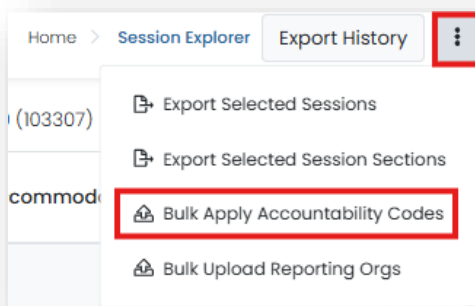 Home > Session Explorer Export History
(103307)
Export Selected Sessions
Export Selected Session Sections
commod
Bulk Apply Accountability Codes
Bulk Upload Reporting Orgs